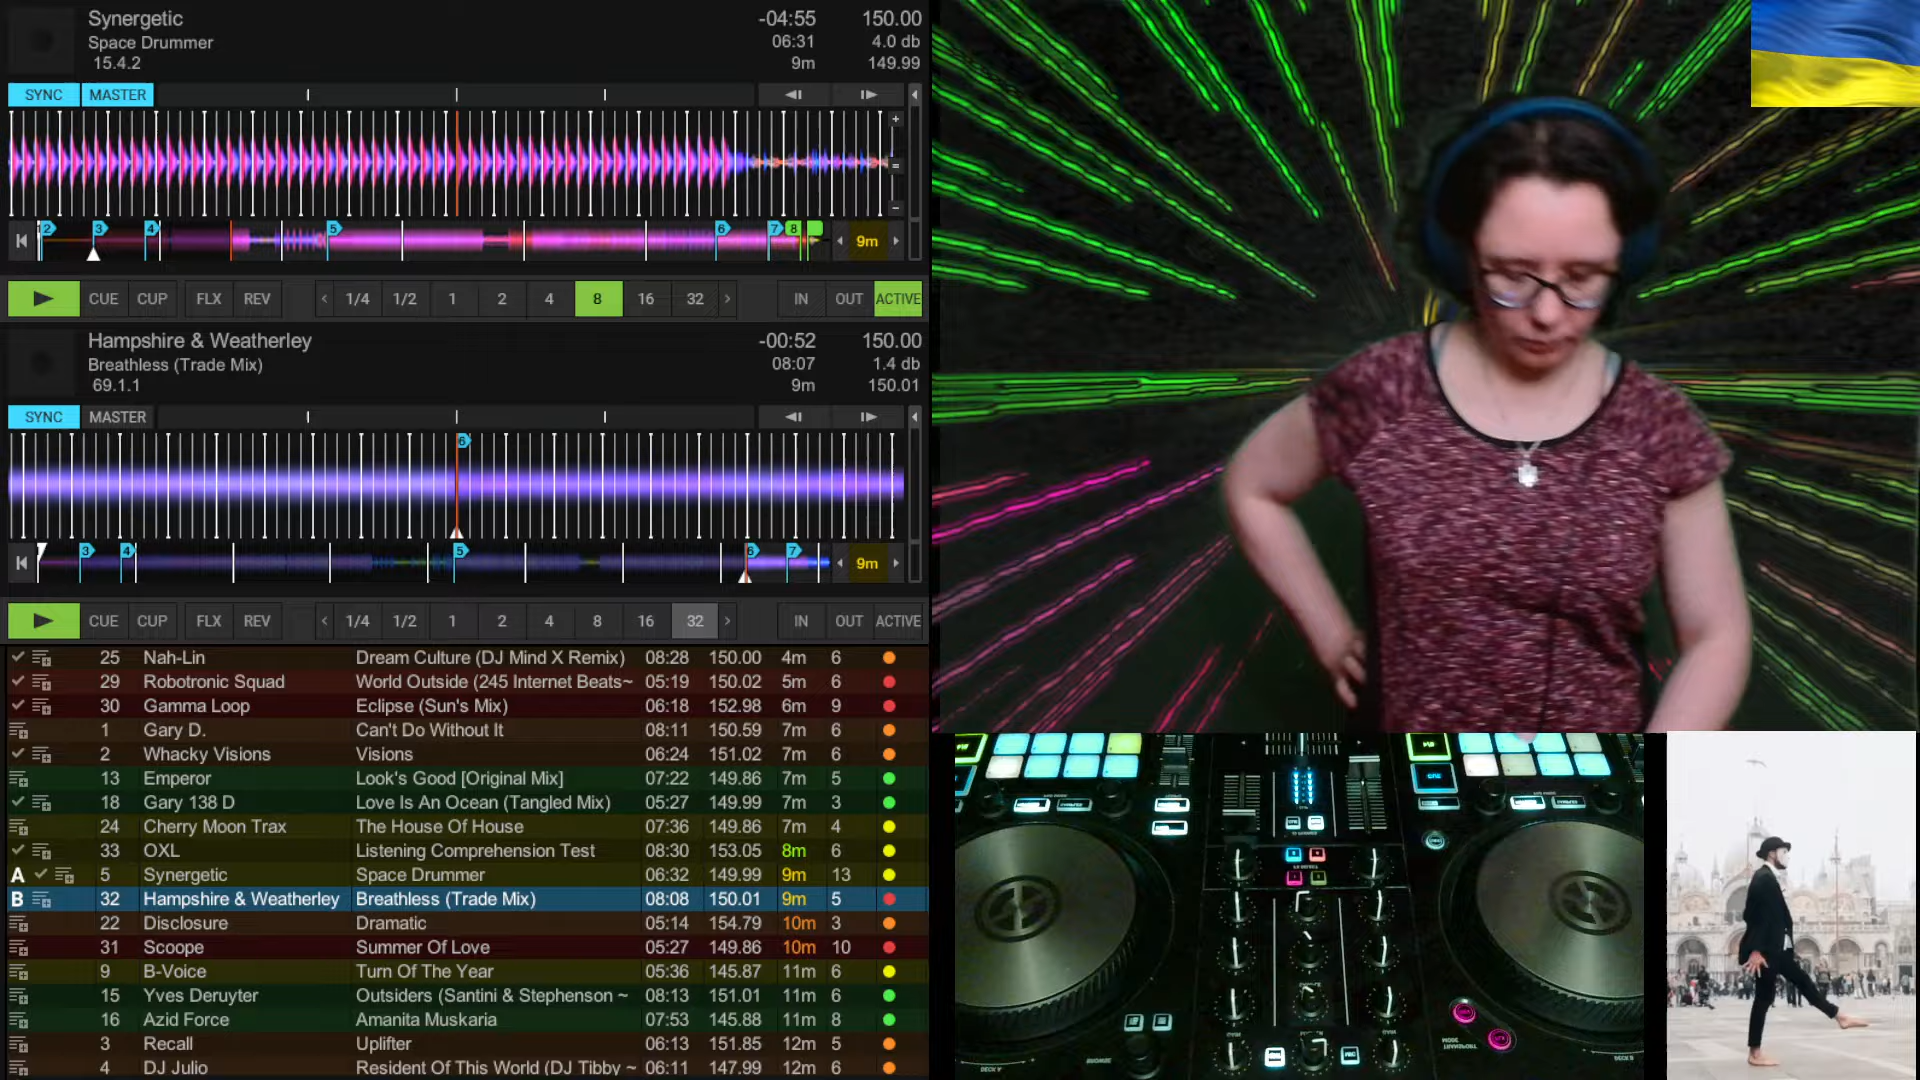 Synergetic -04:55 150.00
Space Drummer 06:31 4.0 db
15.4.2 9m 149.99
SYNC MASTER
2 3 4 5 6 7 8 9m
CUE CUP FLX REV 1/4 1/2 1 2 4 8 16 32 IN OUT ACTIVE
Hampshire & Weatherley -00:52 150.00
Breathless (Trade Mix) 08:07 1.4 db
69.1.1 9m 150.01
SYNC MASTER
6
3 4 5 6 7 9m
CUE CUP FLX REV 1/4 1/2 1 2 4 8 16 32 IN OUT ACTIVE
25 Nah-Lin Dream Culture (DJ Mind X Remix) 08:28 150.00 4m 6
29 Robotronic Squad World Outside (245 Internet Beats~ 05:19 150.02 5m 6
30 Gamma Loop Eclipse (Sun's Mix) 06:18 152.98 6m 9
1 Gary D. Can't Do Without It 08:11 150.59 7m 6
2 Whacky Visions Visions 06:24 151.02 7m 6
13 Emperor Look's Good [Original Mix] 07:22 149.86 7m 5
18 Gary 138 D Love Is An Ocean (Tangled Mix) 05:27 149.99 7m 3
24 Cherry Moon Trax The House Of House 07:36 149.86 7m 4
33 OXL Listening Comprehension Test 08:30 153.05 8m 6
A 5 Synergetic Space Drummer 06:32 149.99 9m 13
B 32 Hampshire & Weatherley Breathless (Trade Mix) 08:08 150.01 9m 5
22 Disclosure Dramatic 05:14 154.79 10m 3
31 Scoope Summer Of Love 05:27 149.86 10m 10
9 B-Voice Turn Of The Year 05:36 145.87 11m 6
15 Yves Deruyter Outsiders (Santini & Stephenson ~ 08:13 151.01 11m 6
16 Azid Force Amanita Muskaria 07:53 145.88 11m 8
3 Recall Uplifter 06:13 151.85 12m 5
4 DJ Julio Resident Of This World (DJ Tibby ~ 06:11 147.99 12m 6